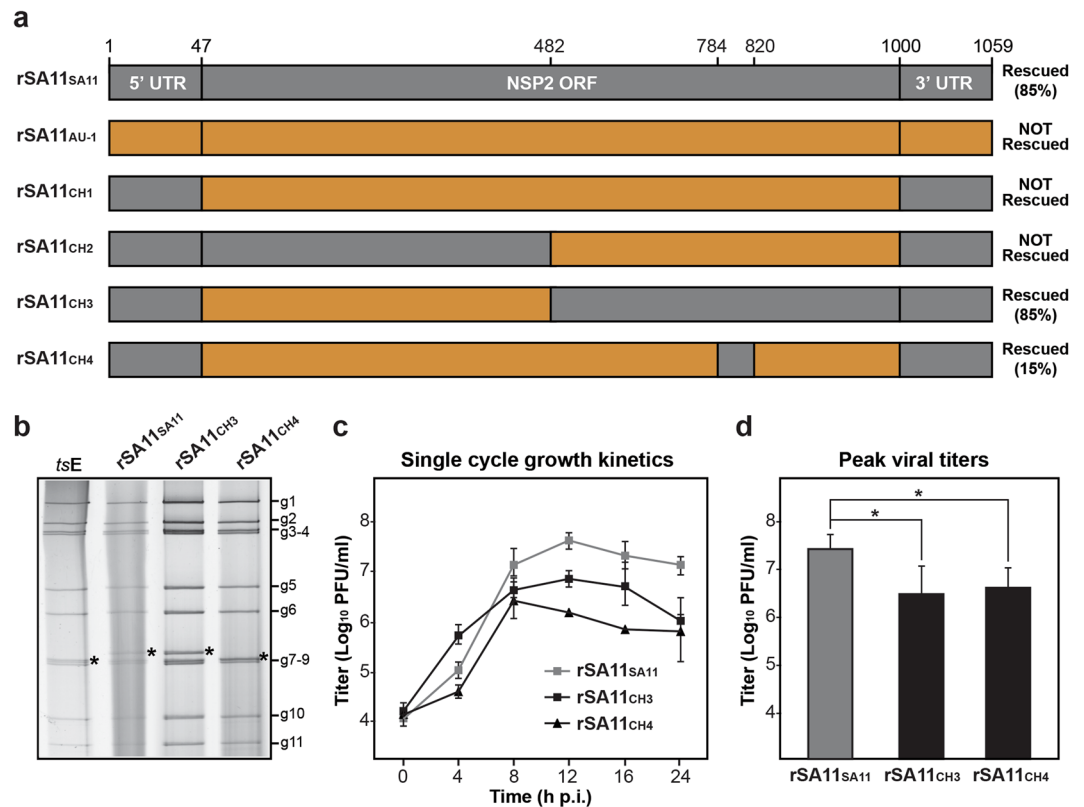 a
1 47 482 784 820 1000 1059
rSA11SA11 5’ UTR NSP2 ORF 3’ UTR Rescued (85%)
rSA11AU-1 NOT Rescued
rSA11CH1 NOT Rescued
rSA11CH2 NOT Rescued
rSA11CH3 Rescued (85%)
rSA11CH4 Rescued (15%)
b
tsE rSA11SA11 rSA11CH3 rSA11CH4
g1
g2
g3-4
g5
g6
* * * * g7-9
g10
g11
c
Single cycle growth kinetics
Titer (Log10 PFU/ml)
8
7
6
5
4
rSA11SA11
rSA11CH3
rSA11CH4
0 4 8 12 16 24
Time (h p.i.)
d
Peak viral titers
Titer (Log10 PFU/ml)
*
*
8
7
6
5
4
rSA11SA11 rSA11CH3 rSA11CH4